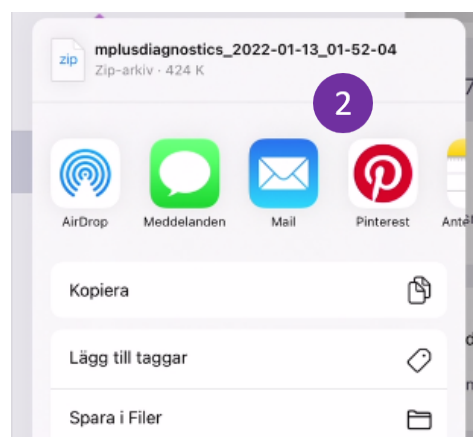 zip
mplusdiagnostics_2022-01-13_01-52-04
Zip-arkiv · 424 K
2
AirDrop
Meddelanden
Mail
Pinterest
Kopiera
Lägg till taggar
Spara i Filer